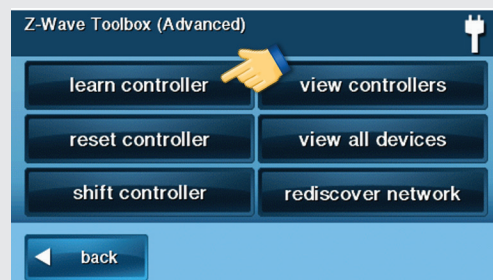 Z-Wave Toolbox (Advanced)
learn controller
view controllers
reset controller
view all devices
shift controller
rediscover network
back